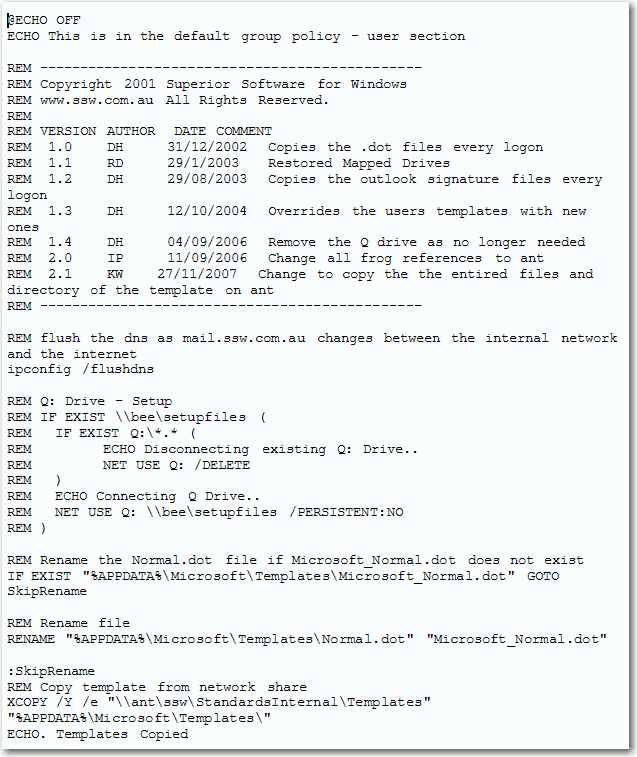 @ECHO OFF
ECHO This is in the default group policy - user section
REM -----------------------------------------------
REM Copyright 2001 Superior Software for Windows
REM www.ssw.com.au All Rights Reserved.
REM
REM VERSION AUTHOR DATE COMMENT
REM 1.0 DH 31/12/2002 Copies the .dot files every logon
REM 1.1 RD 29/1/2003 Restored Mapped Drives
REM 1.2 DH 29/08/2003 Copies the outlook signature files every
logon
REM 1.3 DH 12/10/2004 Overrides the users templates with new
ones
REM 1.4 DH 04/09/2006 Remove the Q drive as no longer needed
REM 2.0 IP 11/09/2006 Change all frog references to ant
REM 2.1 KW 27/11/2007 Change to copy the the entired files and
directory of the template on ant
REM -----------------------------------------------
REM flush the dns as mail.ssw.com.au changes between the internal network
and the internet
ipconfig /flushdns
REM Q: Drive - Setup
REM IF EXIST \\bee\setupfiles (
REM IF EXIST Q:\*.* (
REM ECHO Disconnecting existing Q: Drive..
REM NET USE Q: /DELETE
REM )
REM ECHO Connecting Q Drive..
REM NET USE Q: \\bee\setupfiles /PERSISTENT:NO
REM )
REM Rename the Normal.dot file if Microsoft_Normal.dot does not exist
IF EXIST "%APPDATA%\Microsoft\Templates\Microsoft_Normal.dot" GOTO
SkipRename
REM Rename file
RENAME "%APPDATA%\Microsoft\Templates\Normal.dot" "Microsoft_Normal.dot"
:SkipRename
REM Copy template from network share
XCOPY /Y /e "\\ant\ssw\StandardsInternal\Templates"
"%APPDATA%\Microsoft\Templates\"
ECHO. Templates Copied